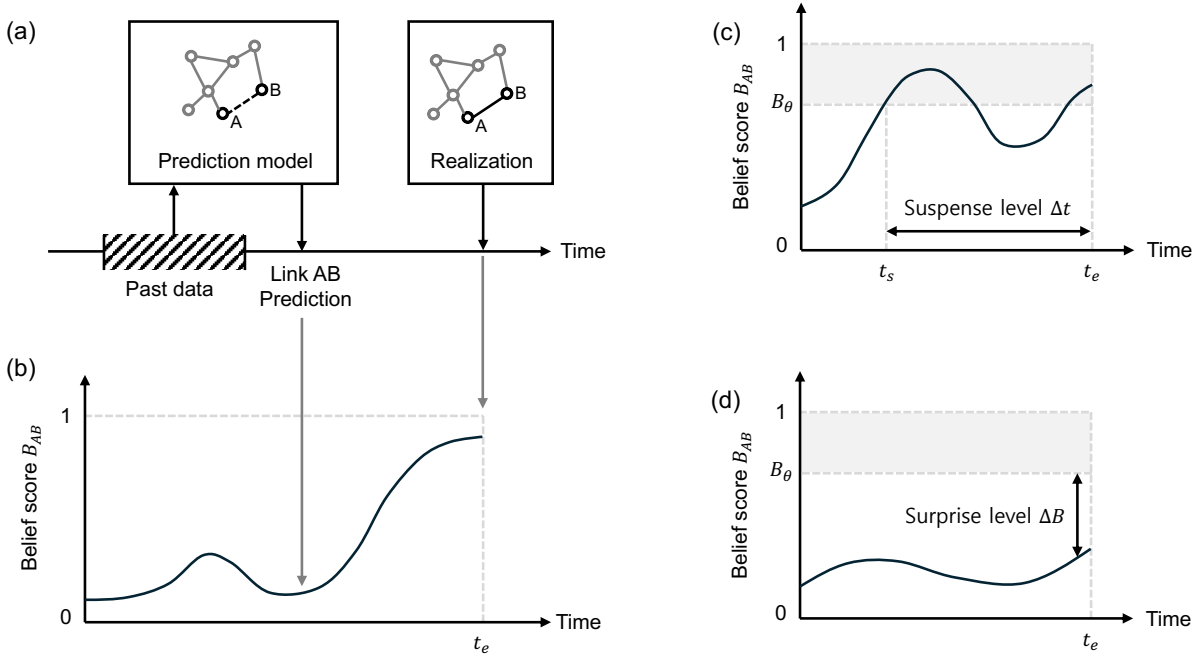 (a)
B
A
Prediction model
B
A
Realization
Time
Past data
Link AB
Prediction
(b)
1
Belief score B_AB
0
t_e
Time
(c)
1
B_θ
Belief score B_AB
Suspense level Δt
0
t_s
t_e
Time
(d)
1
B_θ
Belief score B_AB
Surprise level ΔB
0
t_e
Time